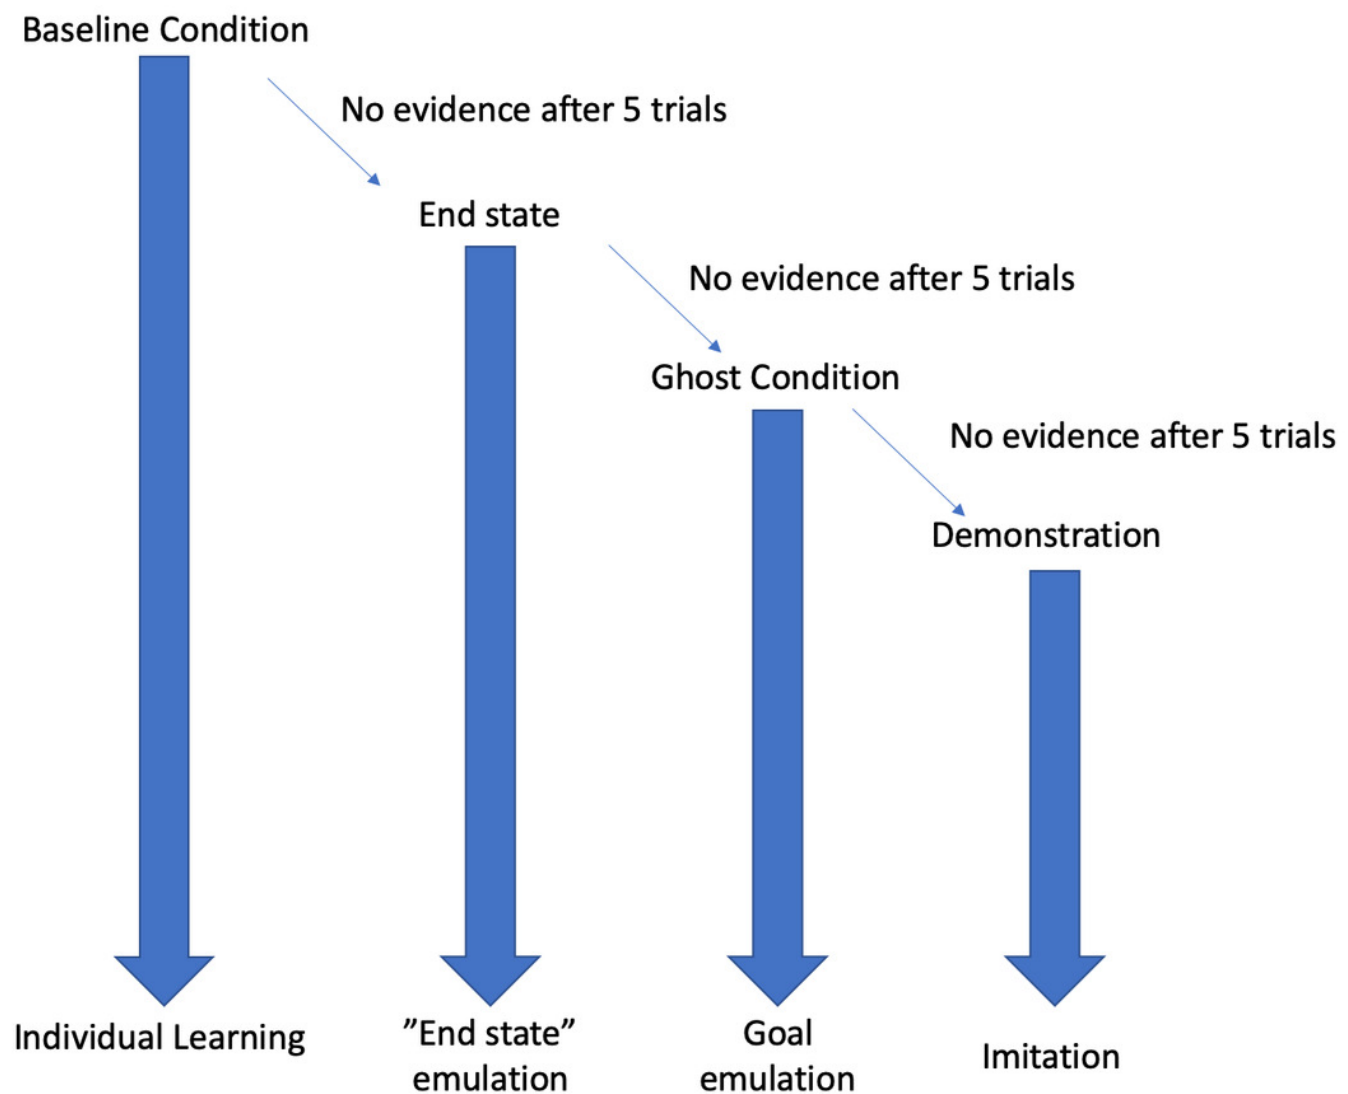 Baseline Condition
No evidence after 5 trials
End state
No evidence after 5 trials
Ghost Condition
No evidence after 5 trials
Demonstration
Individual Learning
”End state”
emulation
Goal
emulation
Imitation